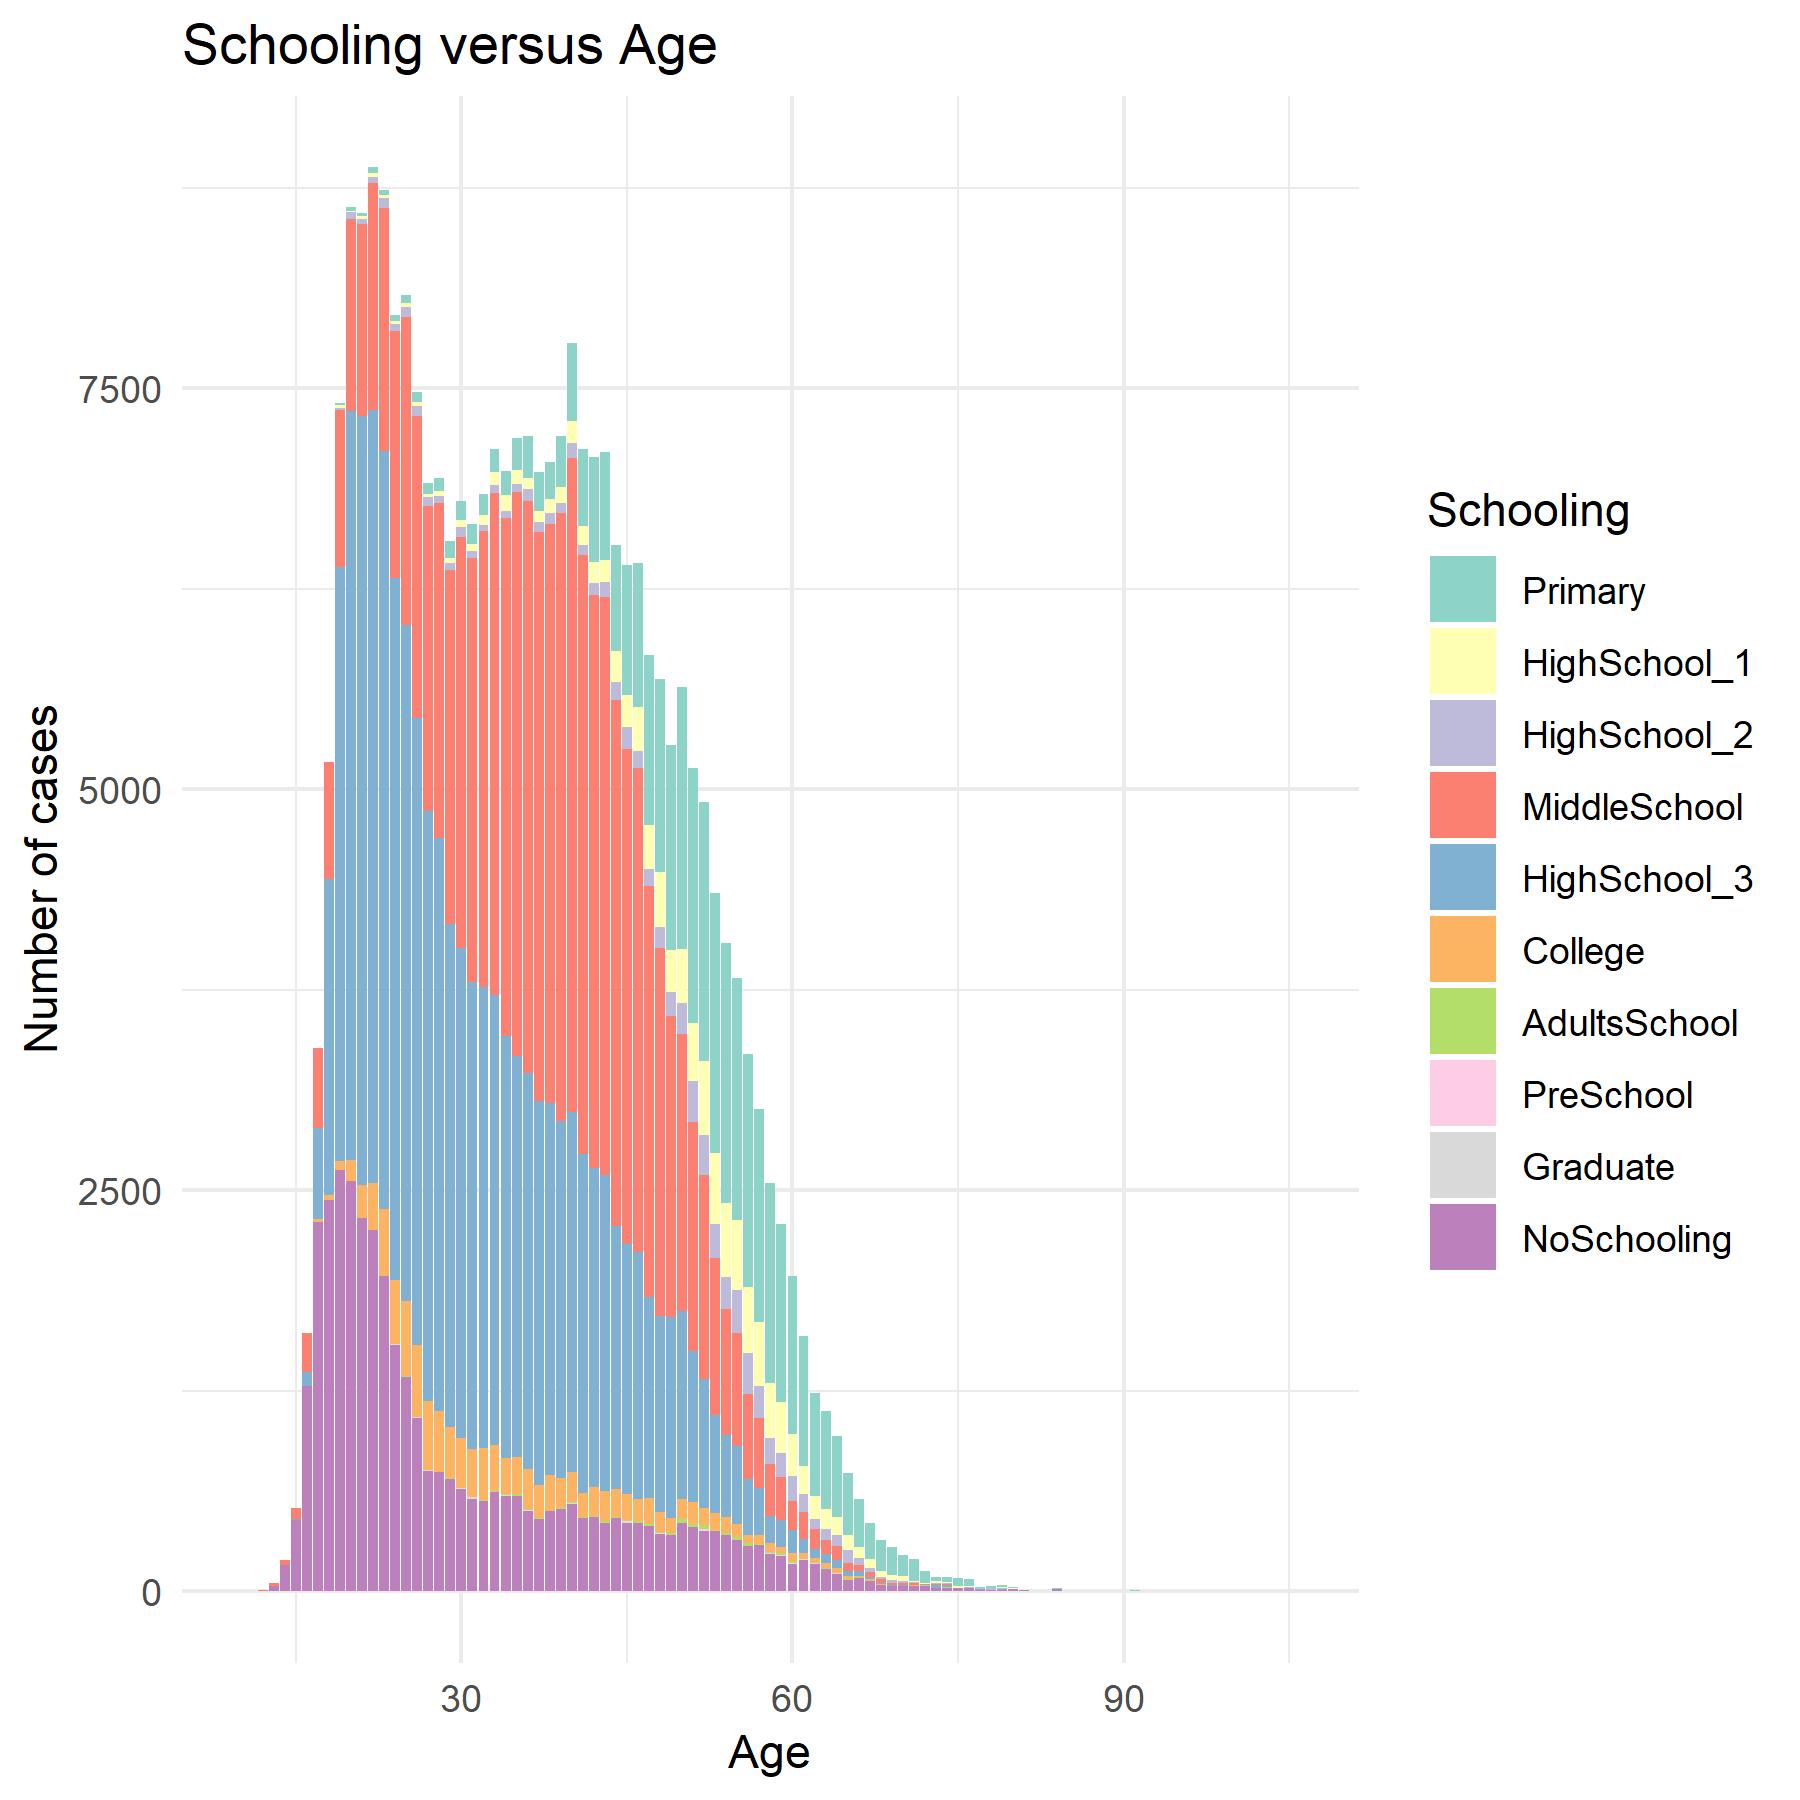 Schooling versus Age
Number of cases
7500
5000
2500
0
30 60 90
Age
Schooling
Primary
HighSchool_1
HighSchool_2
MiddleSchool
HighSchool_3
College
AdultsSchool
PreSchool
Graduate
NoSchooling